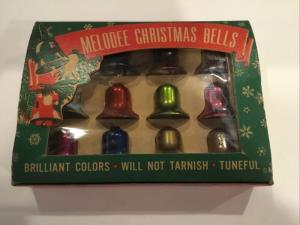 MELODEE CHRISTMAS BELLS
BRILLIANT COLORS • WILL NOT TARNISH • TUNEFUL